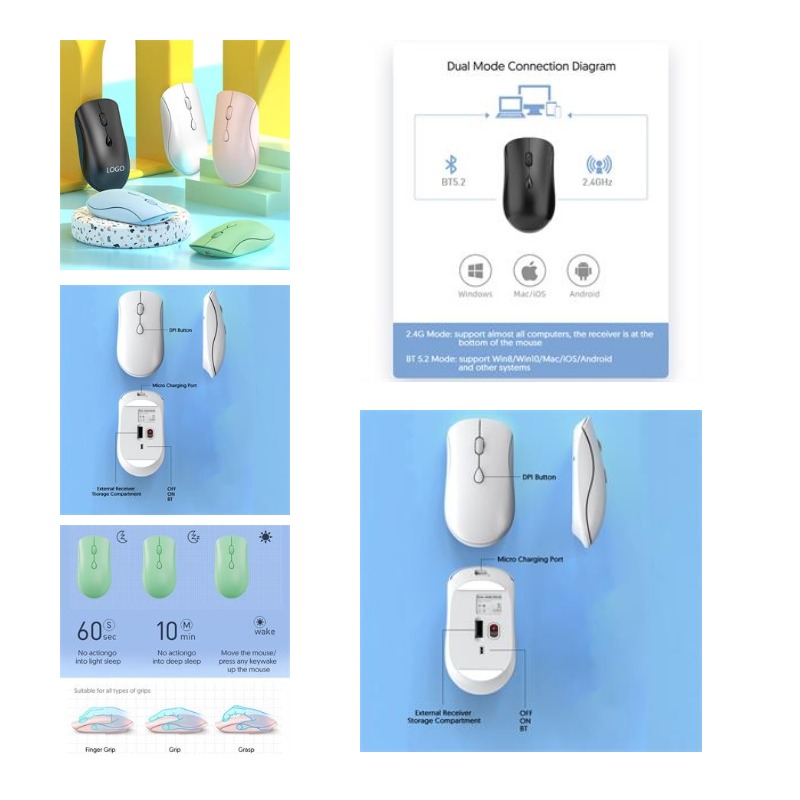 LOGO
DPI Button
Micro Charging Port
External Receiver
Storage Compartment
OFF
ON
BT
60 S
sec
No actiongo
into light sleep
10 M
min
No actiongo
into deep sleep
wake
Move the mouse/
press any keywake
up the mouse
Suitable for all types of grips
Finger Grip
Grip
Grasp
Dual Mode Connection Diagram
BT5.2
2.4GHz
Windows
Mac/iOS
Android
2.4G Mode: support almost all computers, the receiver is at the
bottom of the mouse
BT 5.2 Mode: support Win8/Win10/Mac/iOS/Android
and other systems
DPI Button
Micro Charging Port
External Receiver
Storage Compartment
OFF
ON
BT